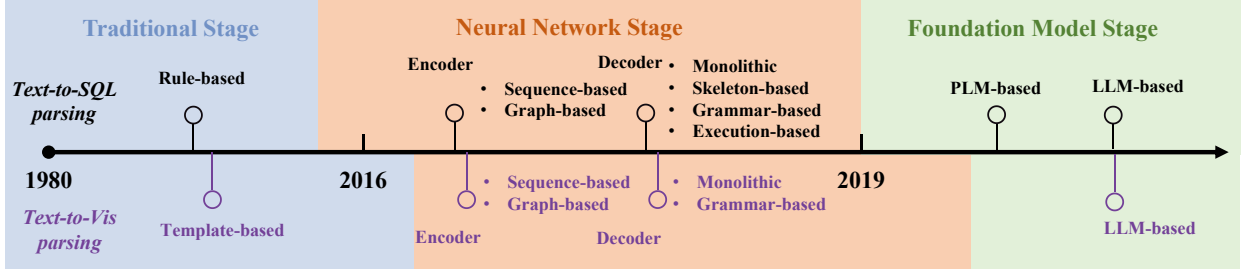 Traditional Stage
Neural Network Stage
Foundation Model Stage
Text-to-SQL
parsing
Rule-based
Encoder
• Sequence-based
• Graph-based
Decoder
• Monolithic
• Skeleton-based
• Grammar-based
• Execution-based
PLM-based
LLM-based
1980
2016
2019
Text-to-Vis
parsing
Template-based
• Sequence-based
• Graph-based
Encoder
• Monolithic
• Grammar-based
Decoder
LLM-based